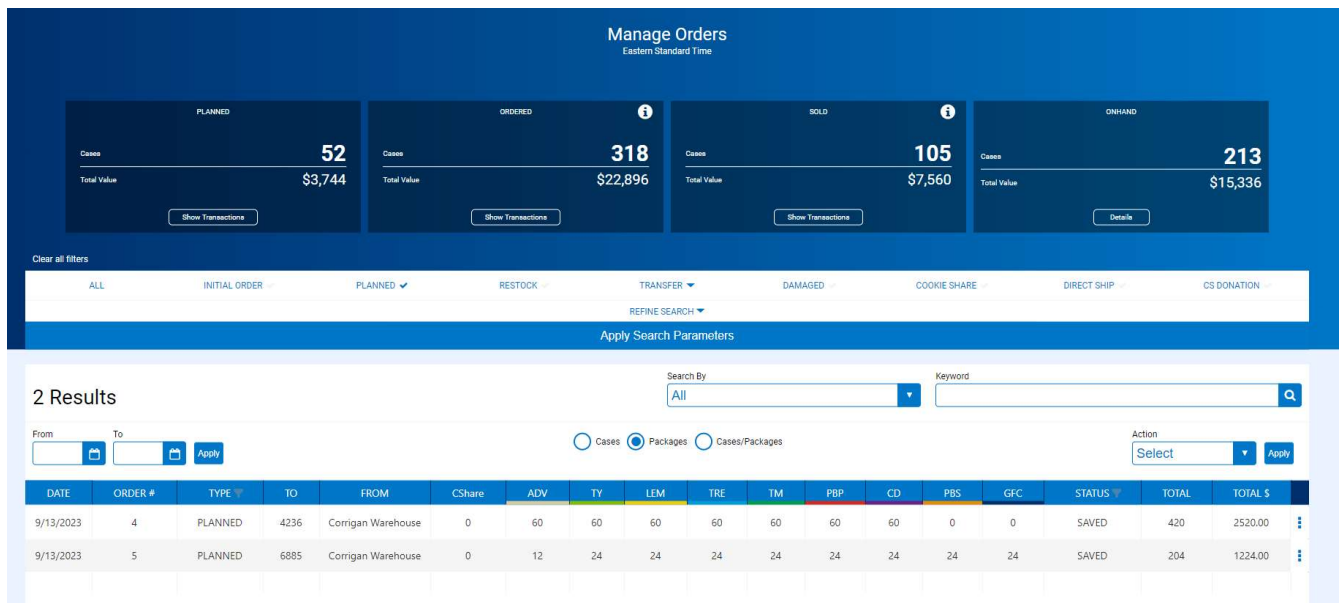 Manage Orders
Eastern Standard Time
PLANNED
Cases 52
Total Value $3,744
Show Transactions
ORDERED
Cases 318
Total Value $22,896
Show Transactions
SOLD
Cases 105
Total Value $7,560
Show Transactions
ONHAND
Cases 213
Total Value $15,336
Details
Clear all filters
ALL INITIAL ORDER PLANNED RESTOCK TRANSFER DAMAGED COOKIE SHARE DIRECT SHIP CS DONATION
REFINE SEARCH
Apply Search Parameters
2 Results
Search By
All
Keyword
From To
Apply
Cases Packages Cases/Packages
Action
Select Apply
DATE ORDER # TYPE TO FROM CShare ADV TY LEM TRE TM PBP CD PBS GFC STATUS TOTAL TOTAL $
9/13/2023 4 PLANNED 4236 Corrigan Warehouse 0 60 60 60 60 60 60 60 0 0 SAVED 420 2520.00
9/13/2023 5 PLANNED 6885 Corrigan Warehouse 0 12 24 24 24 24 24 24 24 24 SAVED 204 1224.00